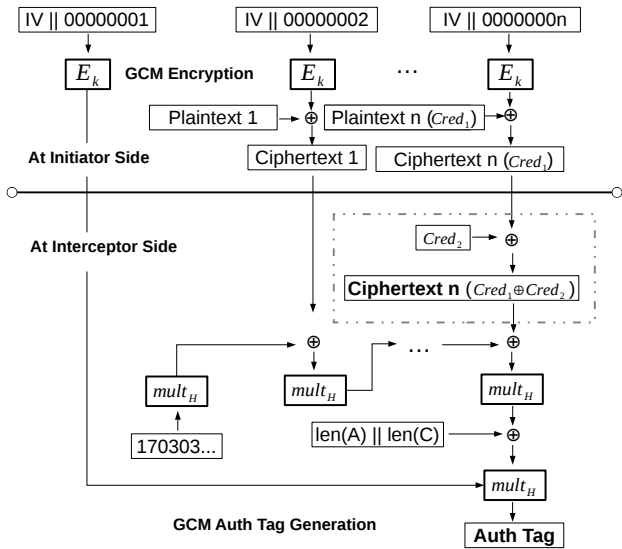 IV || 00000001
IV || 00000002
IV || 0000000n
E_k
GCM Encryption
E_k
...
E_k
Plaintext 1
⊕
Plaintext n (Cred_1)
⊕
At Initiator Side
Ciphertext 1
Ciphertext n (Cred_1)
At Interceptor Side
Cred_2
⊕
Ciphertext n (Cred_1⊕Cred_2)
⊕
...
⊕
mult_H
mult_H
mult_H
170303...
len(A) || len(C)
⊕
mult_H
GCM Auth Tag Generation
Auth Tag